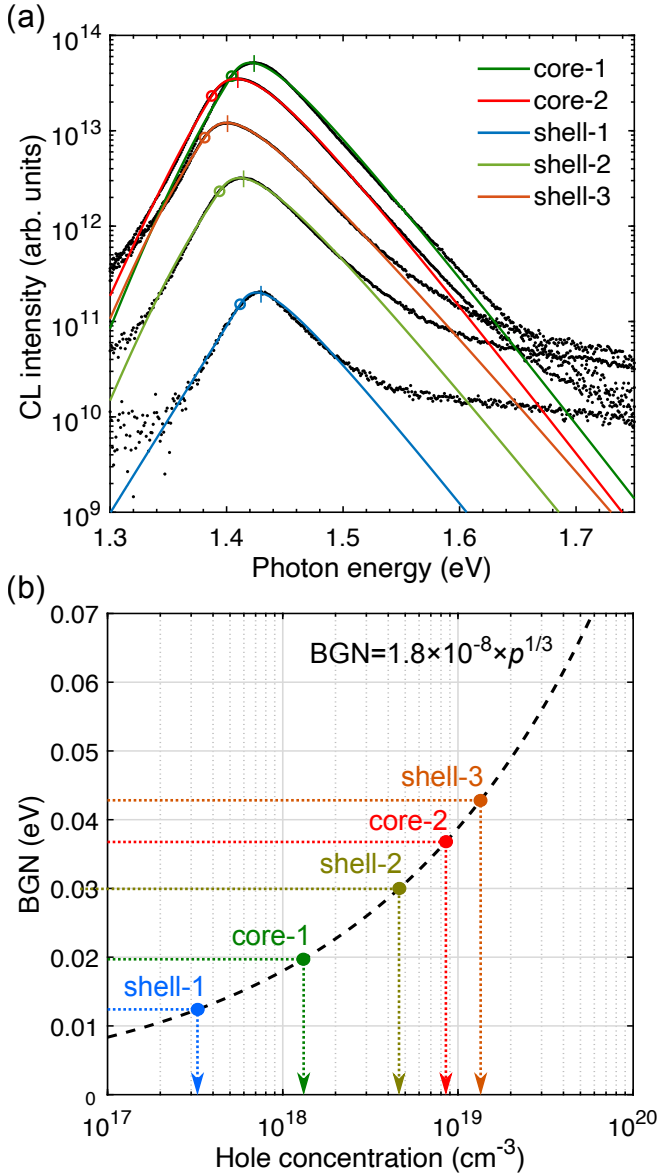 (a)
10^14
10^13
10^12
10^11
10^10
10^9
CL intensity (arb. units)
core-1
core-2
shell-1
shell-2
shell-3
1.3 1.4 1.5 1.6 1.7
Photon energy (eV)
(b)
0.07
0.06
0.05
0.04
0.03
0.02
0.01
0
BGN (eV)
BGN=1.8×10^-8×p^1/3
shell-3
core-2
shell-2
core-1
shell-1
10^17 10^18 10^19 10^20
Hole concentration (cm^-3)